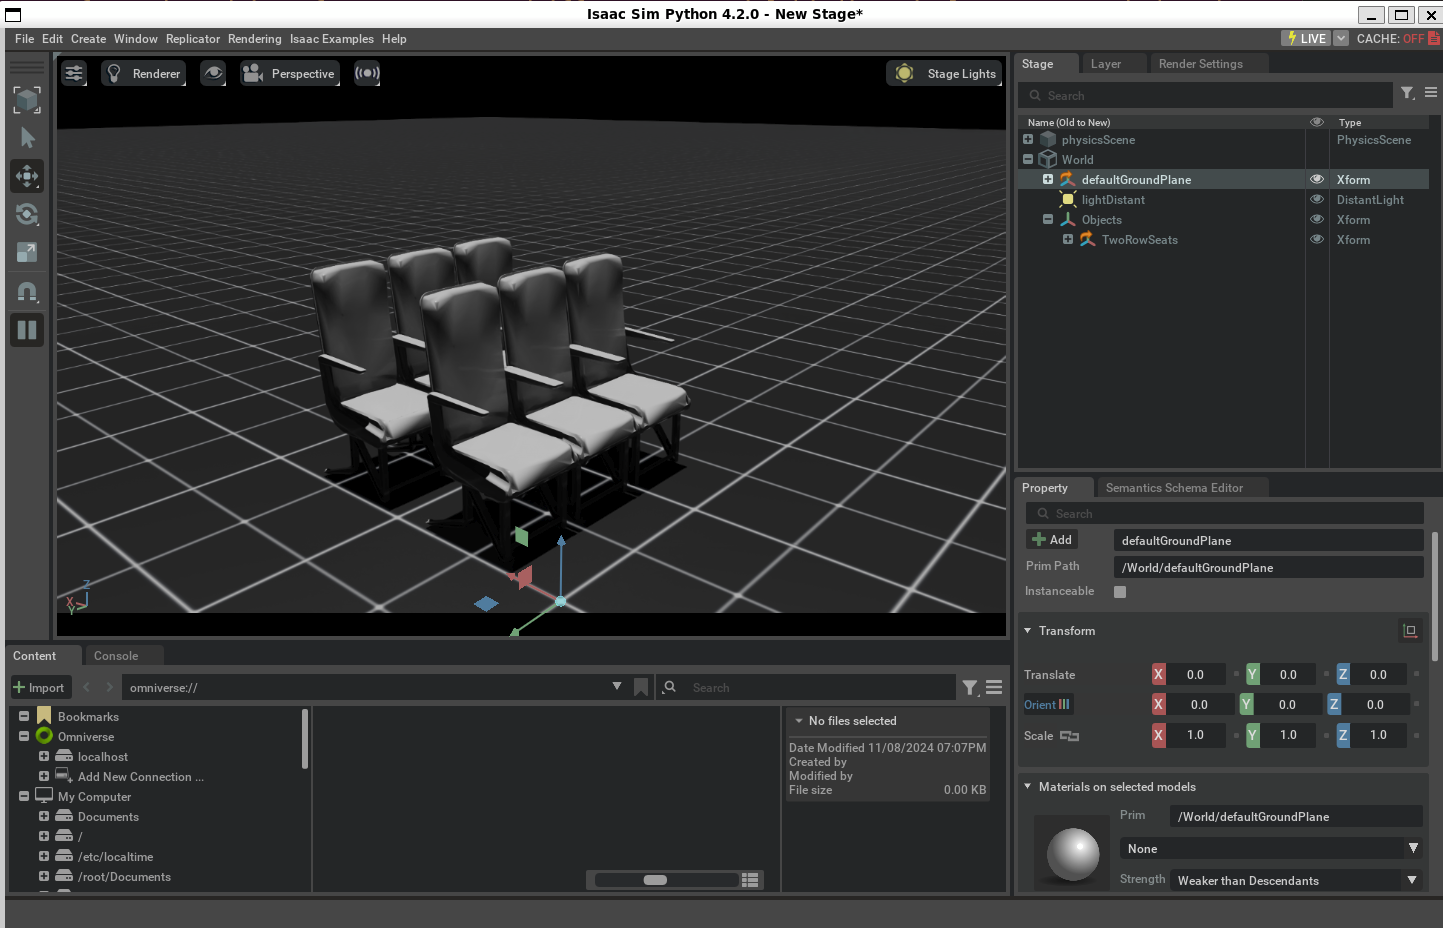 Isaac Sim Python 4.2.0 - New Stage*
File Edit Create Window Replicator Rendering Isaac Examples Help
LIVE CACHE: OFF
Renderer Perspective Stage Lights
Z
X
Y
Stage Layer Render Settings
Search
Name (Old to New) Type
physicsScene PhysicsScene
World
defaultGroundPlane Xform
lightDistant DistantLight
Objects Xform
TwoRowSeats Xform
Property Semantics Schema Editor
Search
Add defaultGroundPlane
Prim Path /World/defaultGroundPlane
Instanceable
Transform
Translate X 0.0 Y 0.0 Z 0.0
Orient X 0.0 Y 0.0 Z 0.0
Scale X 1.0 Y 1.0 Z 1.0
Materials on selected models
Prim /World/defaultGroundPlane
None
Strength Weaker than Descendants
Content Console
Import omniverse:// Search
Bookmarks
Omniverse
localhost
Add New Connection ...
My Computer
Documents
/
/etc/localtime
/root/Documents
No files selected
Date Modified 11/08/2024 07:07PM
Created by
Modified by
File size 0.00 KB